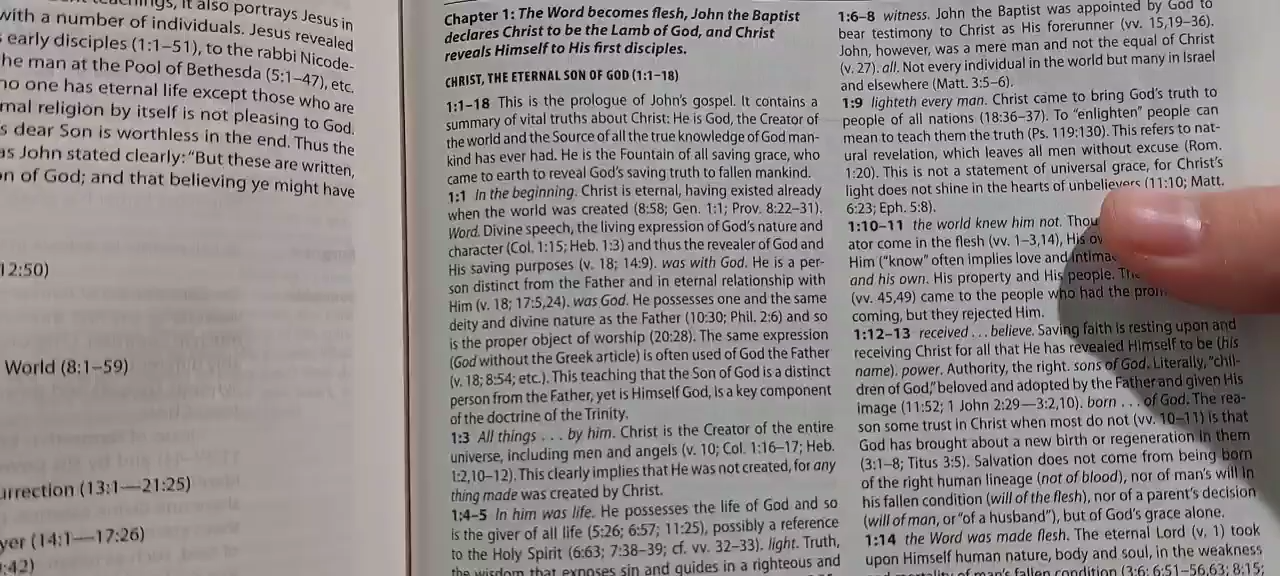 it also portrays Jesus in
with a number of individuals. Jesus revealed
early disciples (1:1–51), to the rabbi Nicode-
he man at the Pool of Bethesda (5:1–47), etc.
no one has eternal life except those who are
mal religion by itself is not pleasing to God.
s dear Son is worthless in the end. Thus the
as John stated clearly: “But these are written,
on of God; and that believing ye might have
12:50)
World (8:1–59)
urrection (13:1—21:25)
yer (14:1—17:26)
:42)
Chapter 1: The Word becomes flesh, John the Baptist
declares Christ to be the Lamb of God, and Christ
reveals Himself to His first disciples.
CHRIST, THE ETERNAL SON OF GOD (1:1–18)
1:1–18 This is the prologue of John’s gospel. It contains a
summary of vital truths about Christ: He is God, the Creator of
the world and the Source of all the true knowledge of God man-
kind has ever had. He is the Fountain of all saving grace, who
came to earth to reveal God’s saving truth to fallen mankind.
1:1 In the beginning. Christ is eternal, having existed already
when the world was created (8:58; Gen. 1:1; Prov. 8:22–31).
Word. Divine speech, the living expression of God’s nature and
character (Col. 1:15; Heb. 1:3) and thus the revealer of God and
His saving purposes (v. 18; 14:9). was with God. He is a per-
son distinct from the Father and in eternal relationship with
Him (v. 18; 17:5,24). was God. He possesses one and the same
deity and divine nature as the Father (10:30; Phil. 2:6) and so
is the proper object of worship (20:28). The same expression
(God without the Greek article) is often used of God the Father
(v. 18; 8:54; etc.). This teaching that the Son of God is a distinct
person from the Father, yet is Himself God, is a key component
of the doctrine of the Trinity.
1:3 All things . . . by him. Christ is the Creator of the entire
universe, including men and angels (v. 10; Col. 1:16–17; Heb.
1:2,10–12). This clearly implies that He was not created, for any
thing made was created by Christ.
1:4–5 In him was life. He possesses the life of God and so
is the giver of all life (5:26; 6:57; 11:25), possibly a reference
to the Holy Spirit (6:63; 7:38–39; cf. vv. 32–33). light. Truth,
the wisdom that exposes sin and guides in a righteous and
1:6–8 witness. John the Baptist was appointed by God to
bear testimony to Christ as His forerunner (vv. 15,19–36).
John, however, was a mere man and not the equal of Christ
(v. 27). all. Not every individual in the world but many in Israel
and elsewhere (Matt. 3:5–6).
1:9 lighteth every man. Christ came to bring God’s truth to
people of all nations (18:36–37). To “enlighten” people can
mean to teach them the truth (Ps. 119:130). This refers to nat-
ural revelation, which leaves all men without excuse (Rom.
1:20). This is not a statement of universal grace, for Christ’s
light does not shine in the hearts of unbelievers (11:10; Matt.
6:23; Eph. 5:8).
1:10–11 the world knew him not. Thou
ator come in the flesh (vv. 1–3,14), His ow
Him (“know” often implies love and intimac
and his own. His property and His people. The
(vv. 45,49) came to the people who had the prom
coming, but they rejected Him.
1:12–13 received . . . believe. Saving faith is resting upon and
receiving Christ for all that He has revealed Himself to be (his
name). power. Authority, the right. sons of God. Literally, “chil-
dren of God,” beloved and adopted by the Father and given His
image (11:52; 1 John 2:29—3:2,10). born . . . of God. The rea-
son some trust in Christ when most do not (vv. 10–11) is that
God has brought about a new birth or regeneration in them
(3:1–8; Titus 3:5). Salvation does not come from being born
of the right human lineage (not of blood), nor of man’s will in
his fallen condition (will of the flesh), nor of a parent’s decision
(will of man, or “of a husband”), but of God’s grace alone.
1:14 the Word was made flesh. The eternal Lord (v. 1) took
upon Himself human nature, body and soul, in the weakness
and mortality of man’s fallen condition (3:6; 6:51–56,63; 8:15;